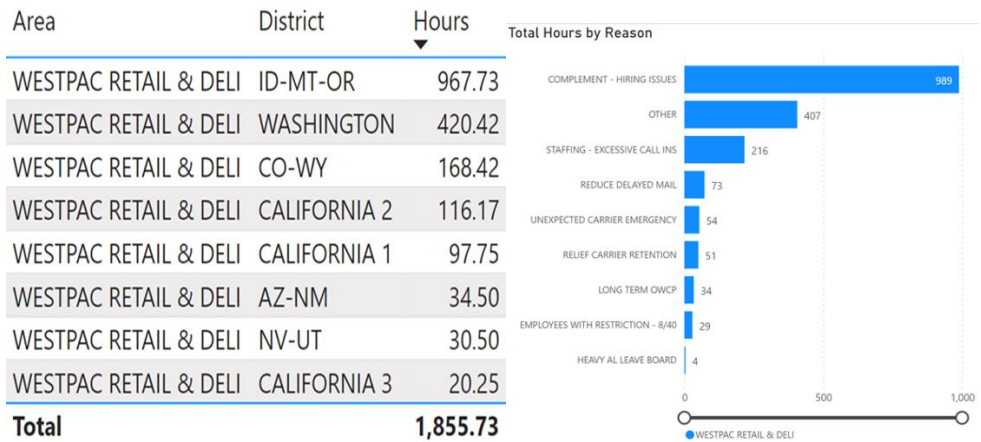 Area District Hours
WESTPAC RETAIL & DELI ID-MT-OR 967.73
WESTPAC RETAIL & DELI WASHINGTON 420.42
WESTPAC RETAIL & DELI CO-WY 168.42
WESTPAC RETAIL & DELI CALIFORNIA 2 116.17
WESTPAC RETAIL & DELI CALIFORNIA 1 97.75
WESTPAC RETAIL & DELI AZ-NM 34.50
WESTPAC RETAIL & DELI NV-UT 30.50
WESTPAC RETAIL & DELI CALIFORNIA 3 20.25
Total 1,855.73
Total Hours by Reason
COMPLEMENT - HIRING ISSUES 989
OTHER 407
STAFFING - EXCESSIVE CALL INS 216
REDUCE DELAYED MAIL 73
UNEXPECTED CARRIER EMERGENCY 54
RELIEF CARRIER RETENTION 51
LONG TERM OWCP 34
EMPLOYEES WITH RESTRICTION - 8/40 29
HEAVY AL LEAVE BOARD 4
0 500 1,000
WESTPAC RETAIL & DELI